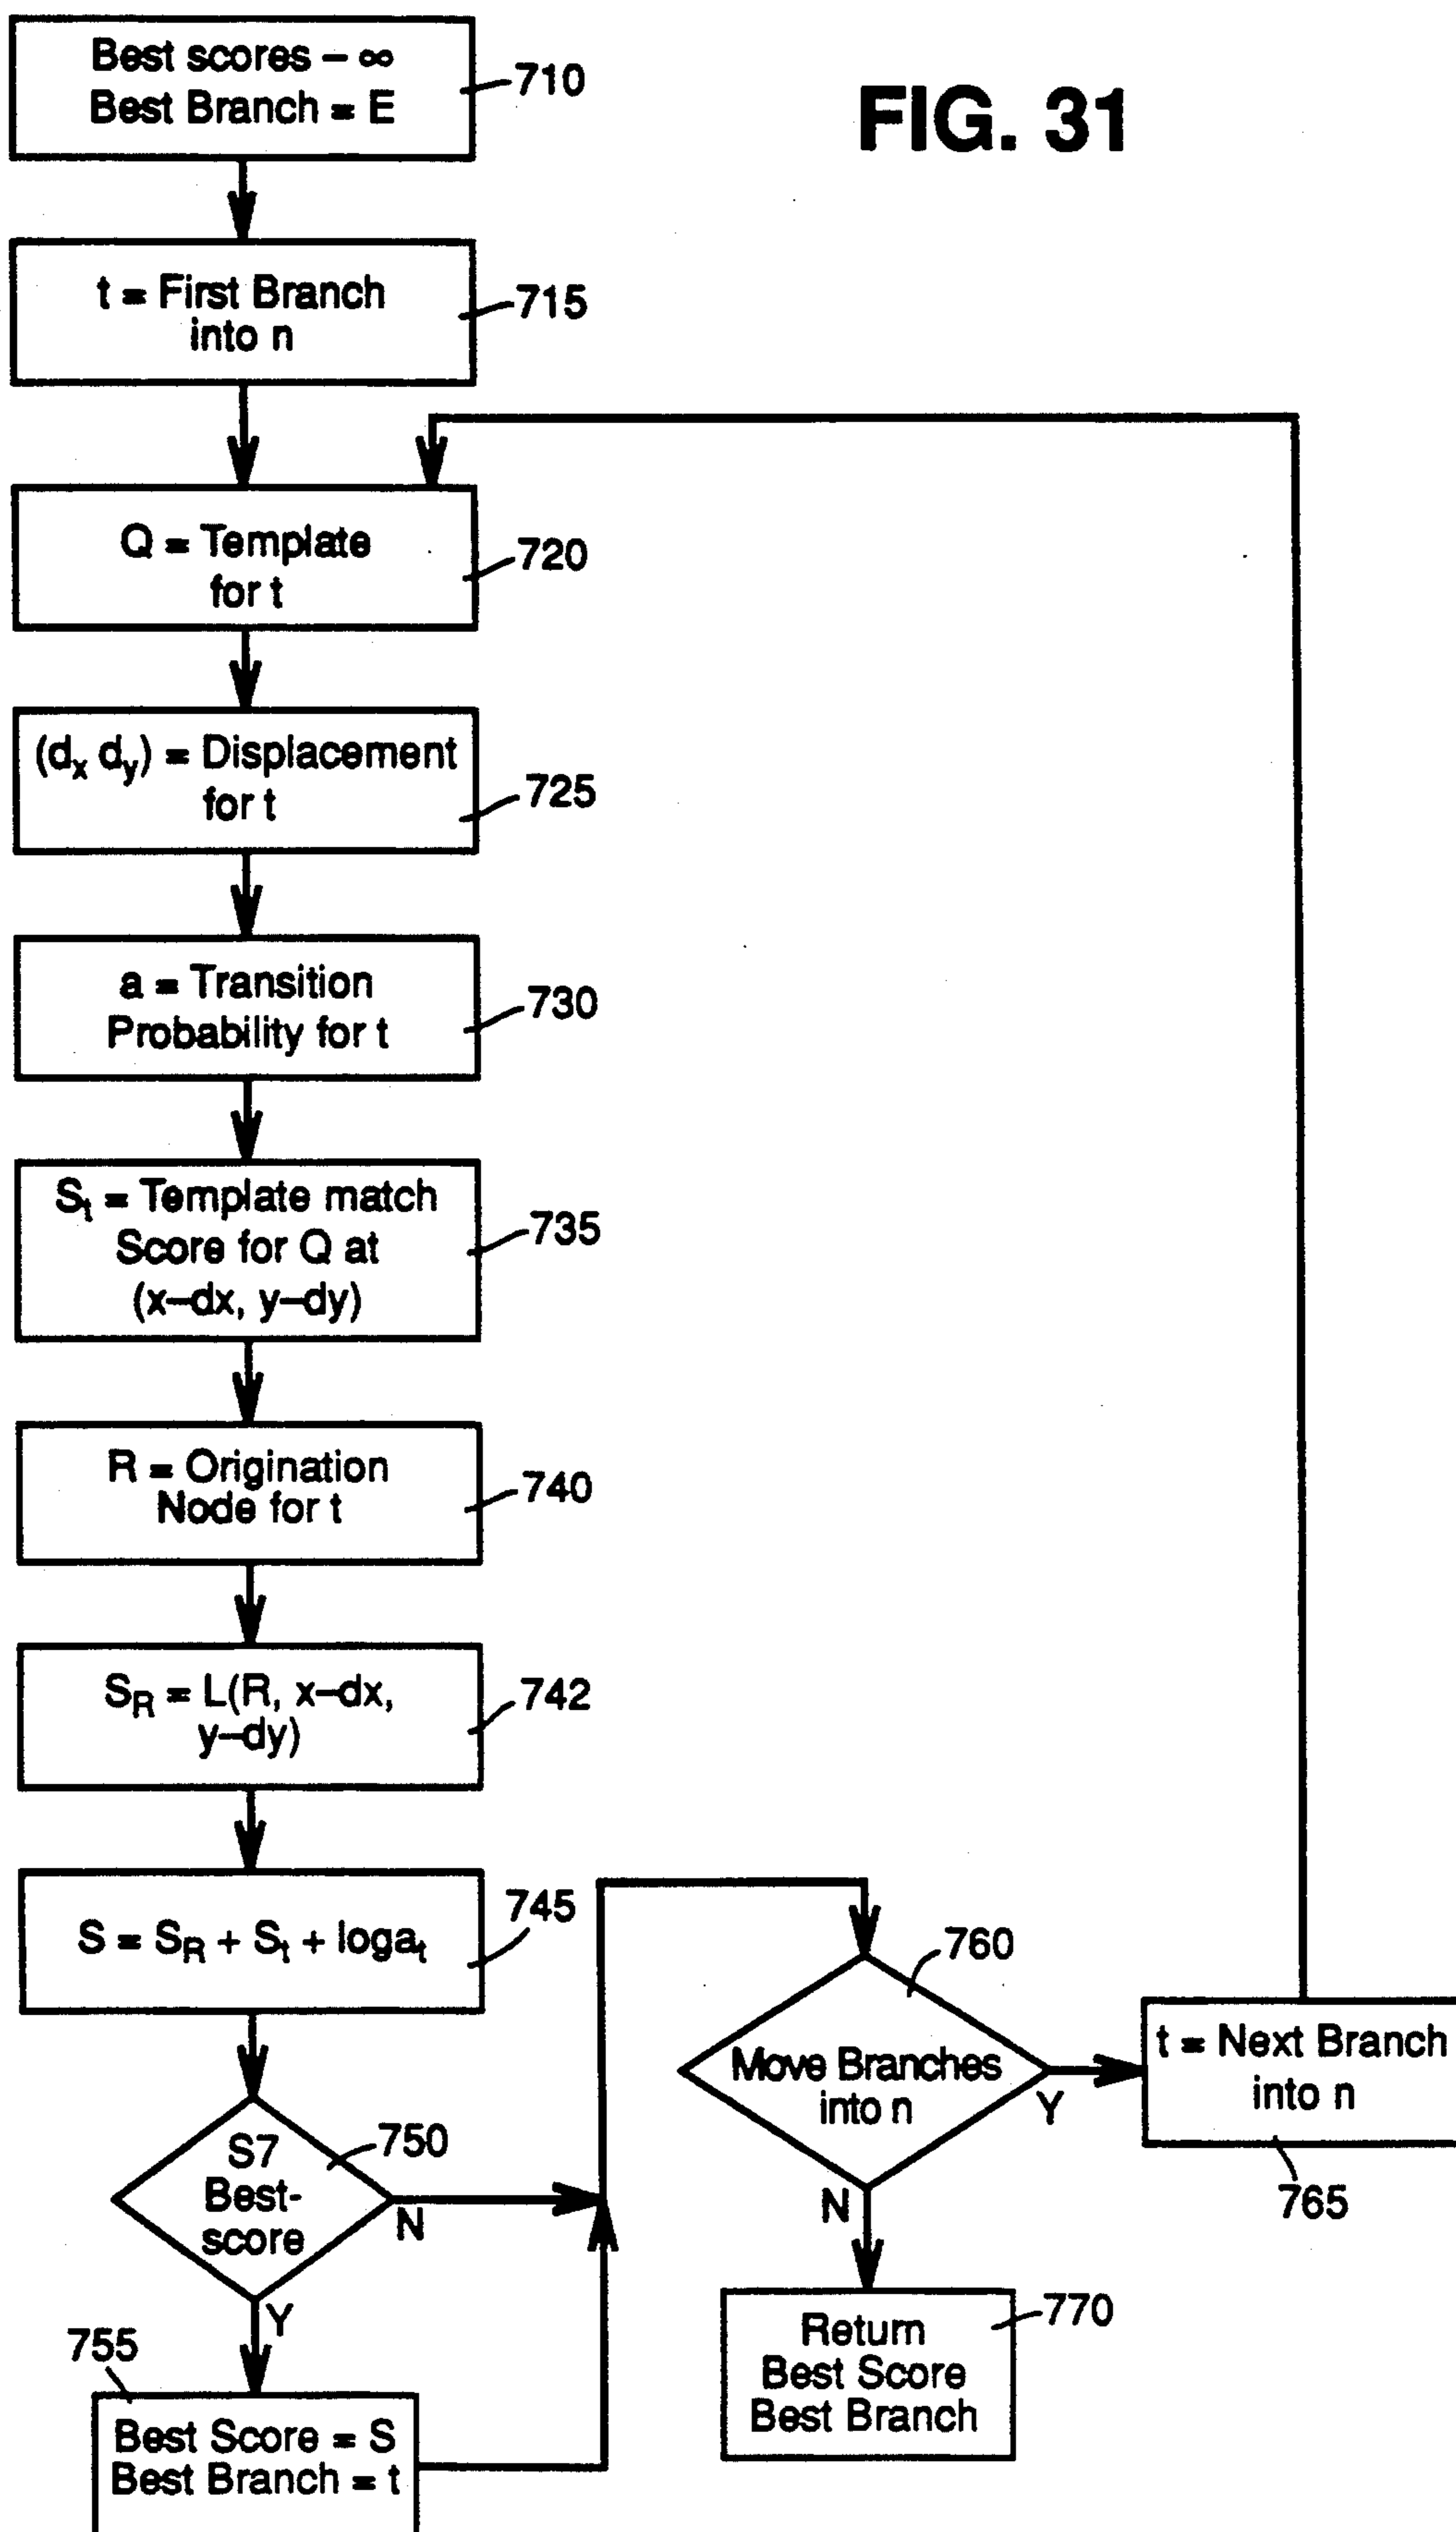 FIG. 31
Best scores – ∞
Best Branch = E
710
t = First Branch
into n
715
Q = Template
for t
720
(dx dy) = Displacement
for t
725
a = Transition
Probability for t
730
St = Template match
Score for Q at
(x–dx, y–dy)
735
R = Origination
Node for t
740
SR = L(R, x–dx,
y–dy)
742
S = SR + St + logat
745
S7
Best-
score
750
N
Y
755
Best Score = S
Best Branch = t
760
Move Branches
into n
Y
N
t = Next Branch
into n
765
Return
Best Score
Best Branch
770